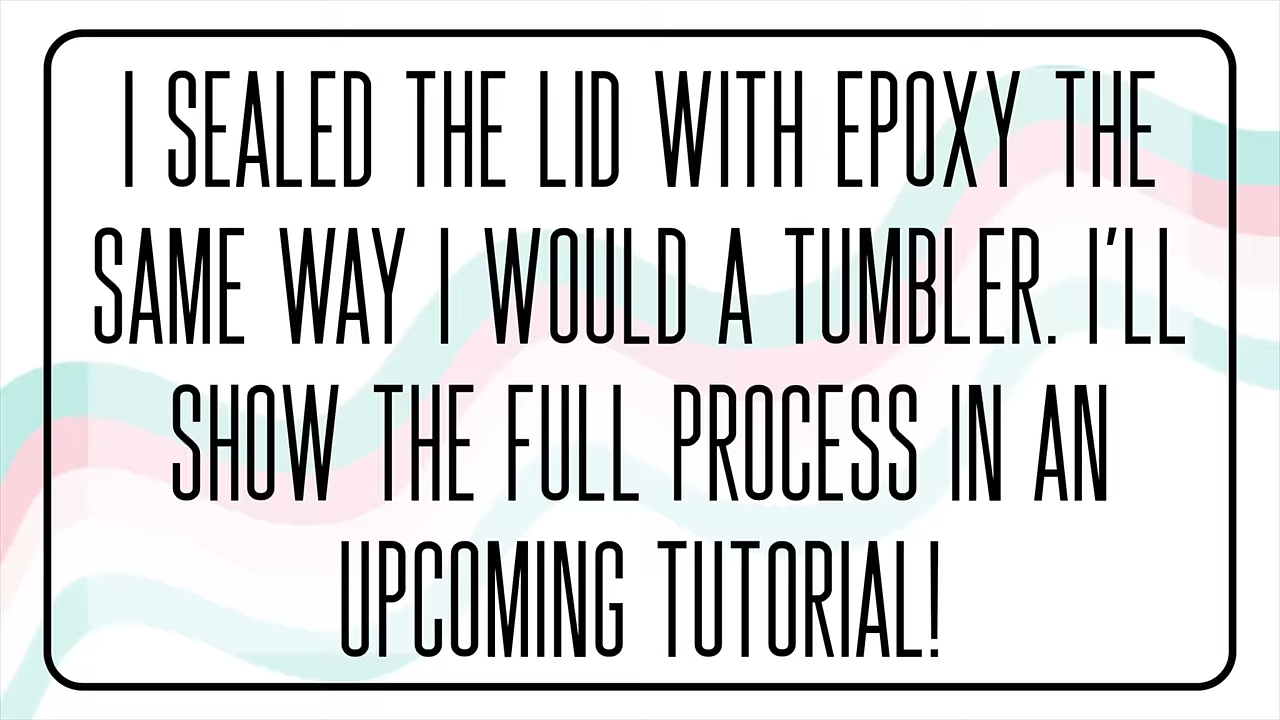 I SEALED THE LID WITH EPOXY THE
SAME WAY I WOULD A TUMBLER. I'LL
SHOW THE FULL PROCESS IN AN
UPCOMING TUTORIAL!